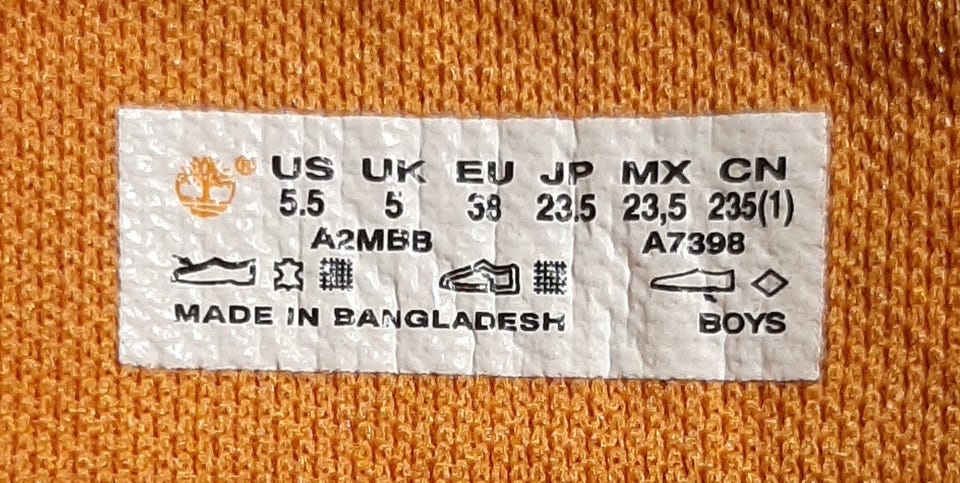 ® US UK EU JP MX CN
5.5 5 38 23.5 23,5 235(1)
A2MBB A7398
MADE IN BANGLADESH BOYS